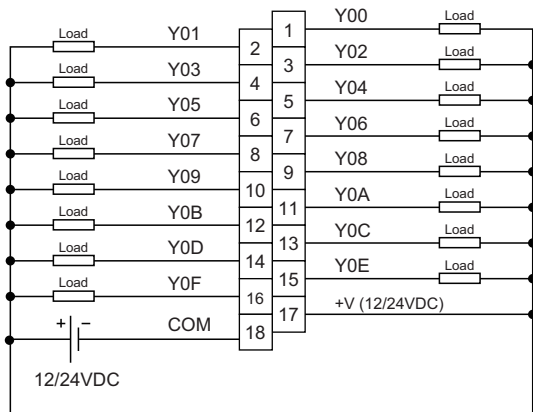 1 Y00 Load
Load Y01 2
3 Y02 Load
Load Y03 4
5 Y04 Load
Load Y05 6
7 Y06 Load
Load Y07 8
9 Y08 Load
Load Y09 10
11 Y0A Load
Load Y0B 12
13 Y0C Load
Load Y0D 14
15 Y0E Load
Load Y0F 16
17 +V (12/24VDC)
+ − COM 18
12/24VDC